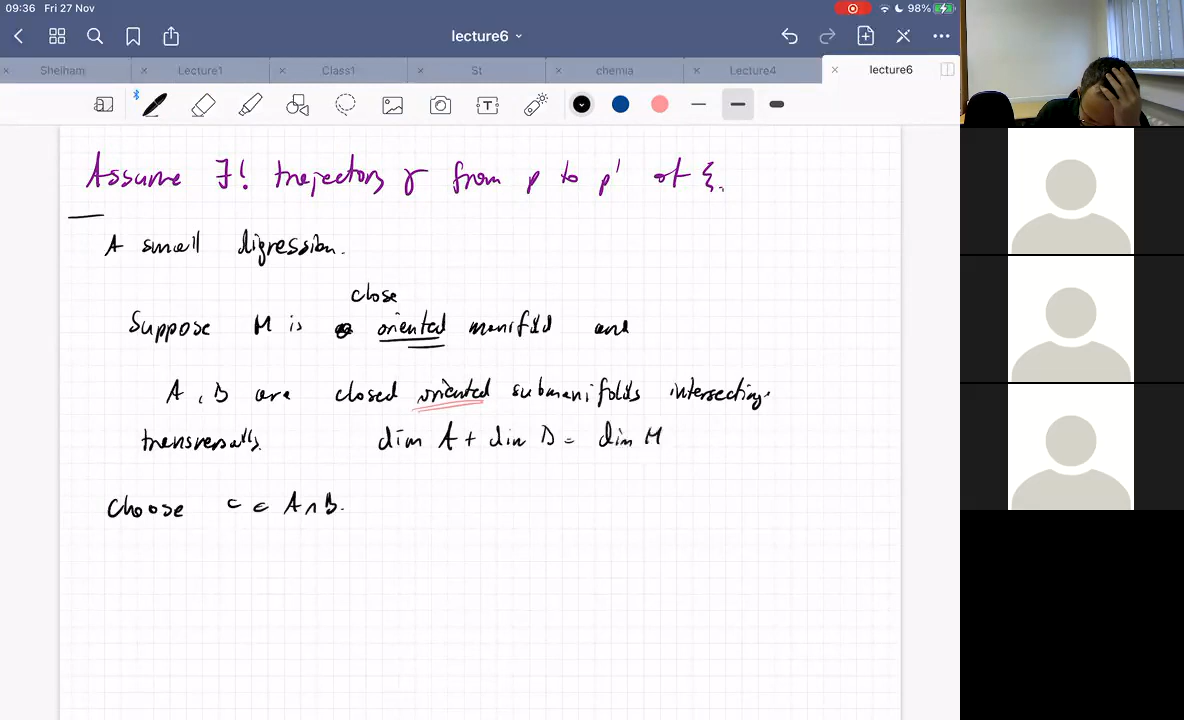 09:36 Fri 27 Nov
98%
lecture6
Shelham
Lecture1
Class1
St
chemia
Lecture4
lecture6
Assume ∃! trajectory γ from p to p' of ξ.
A small digression.
close
Suppose M is oriented manifold and
A, B are closed oriented submanifolds intersecting
transversally. dim A + dim B = dim M
Choose c ∈ A ∩ B.